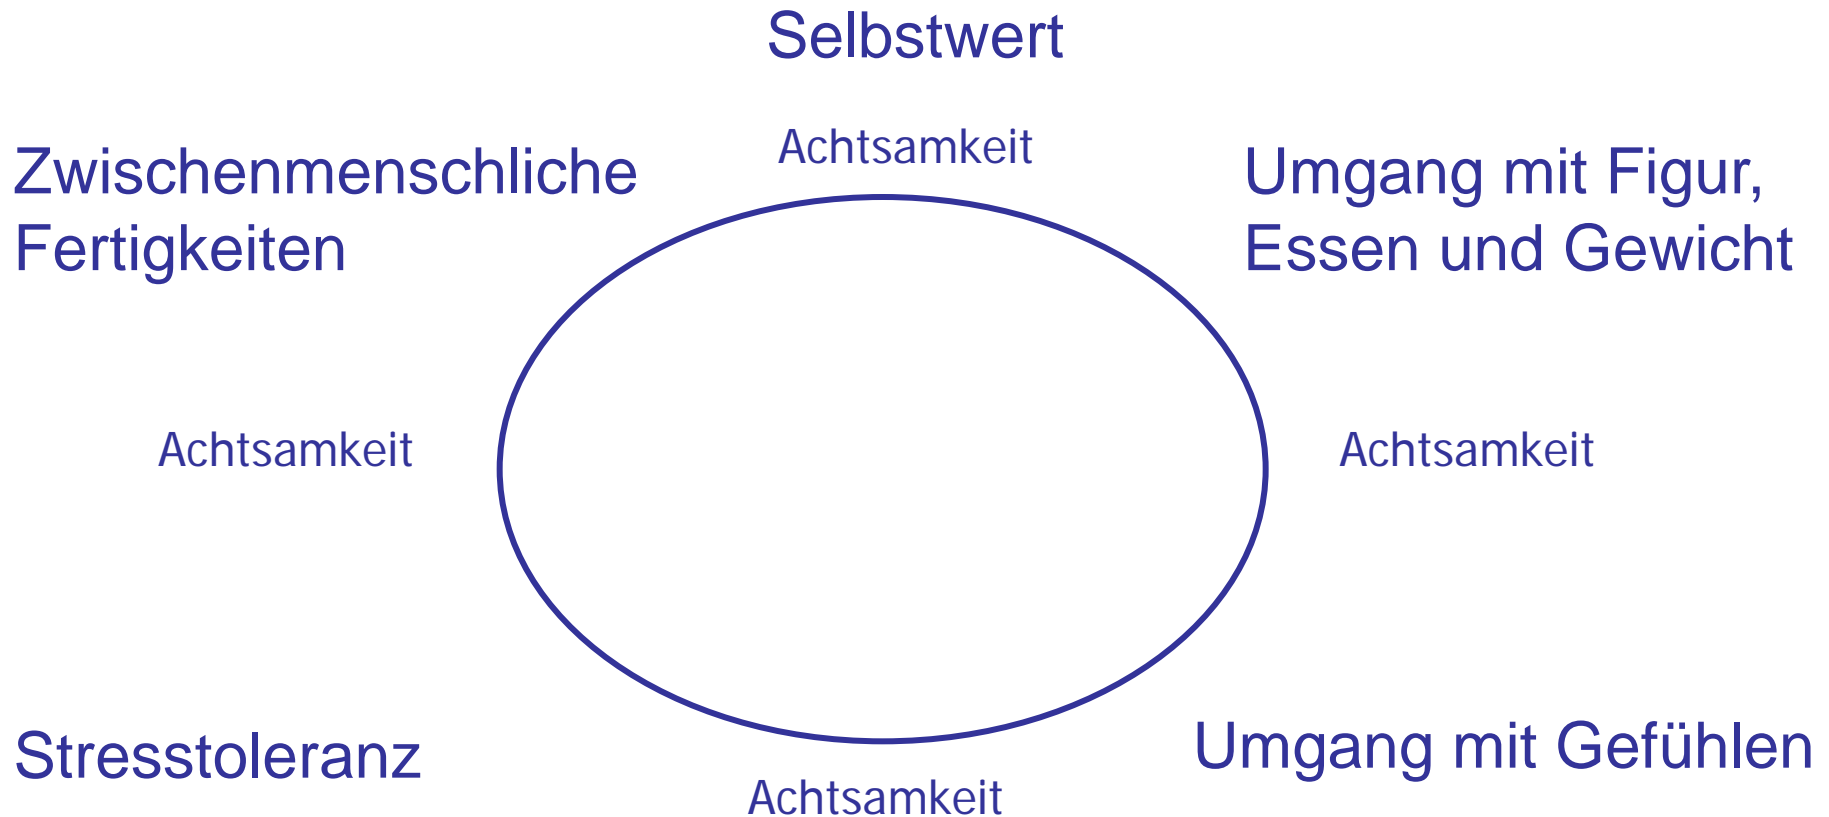 Selbstwert
Achtsamkeit
Zwischenmenschliche
Fertigkeiten
Umgang mit Figur,
Essen und Gewicht
Achtsamkeit
Achtsamkeit
Stresstoleranz
Umgang mit Gefühlen
Achtsamkeit